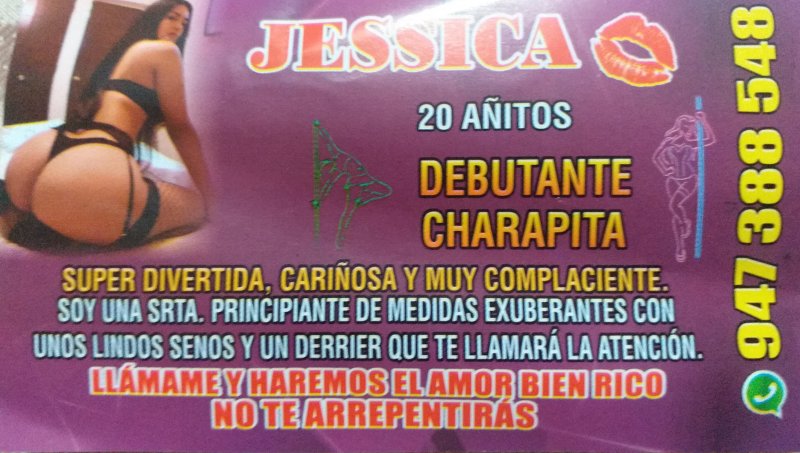 JESSICA
20 AÑITOS
DEBUTANTE
CHARAPITA
SUPER DIVERTIDA, CARIÑOSA Y MUY COMPLACIENTE.
SOY UNA SRTA. PRINCIPIANTE DE MEDIDAS EXUBERANTES CON
UNOS LINDOS SENOS Y UN DERRIER QUE TE LLAMARÁ LA ATENCIÓN.
LLÁMAME Y HAREMOS EL AMOR BIEN RICO
NO TE ARREPENTIRÁS
947 388 548